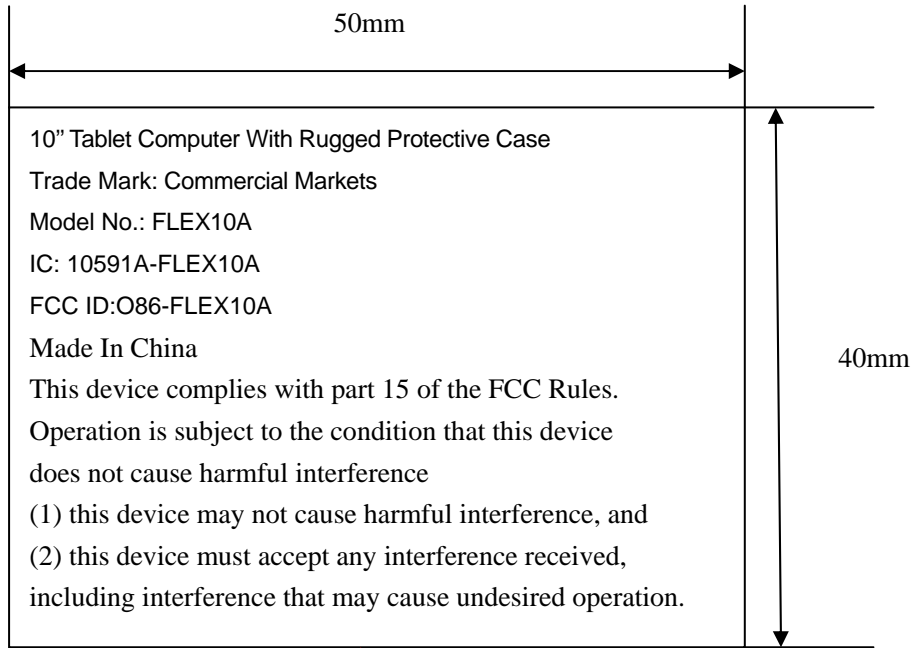 50mm
10” Tablet Computer With Rugged Protective Case
Trade Mark: Commercial Markets
Model No.: FLEX10A
IC: 10591A-FLEX10A
FCC ID:O86-FLEX10A
Made In China
40mm
This device complies with part 15 of the FCC Rules.
Operation is subject to the condition that this device
does not cause harmful interference
(1) this device may not cause harmful interference, and
(2) this device must accept any interference received,
including interference that may cause undesired operation.